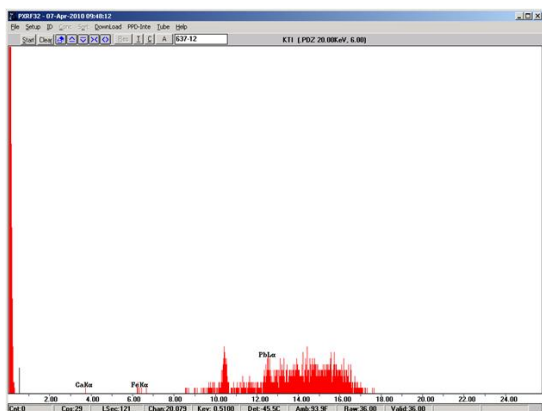 PXRF32 - 07-Apr-2010 09:48:12
File Setup ID Conc Sort DownLoad PPD-Inte Tube Help
Start Clear I C A 637-12 KTI (.PDZ 20.00KeV, 6.00)
PbLα
CaKα FeKα
2.00 4.00 6.00 8.00 10.00 12.00 14.00 16.00 18.00 20.00 22.00 24.00
Cnt:0 Cps:29 LSec:121 Chan:20.079 Kev: 0.5100 Det:-45.5C Amb:93.9F Raw:36.00 Valid:36.00